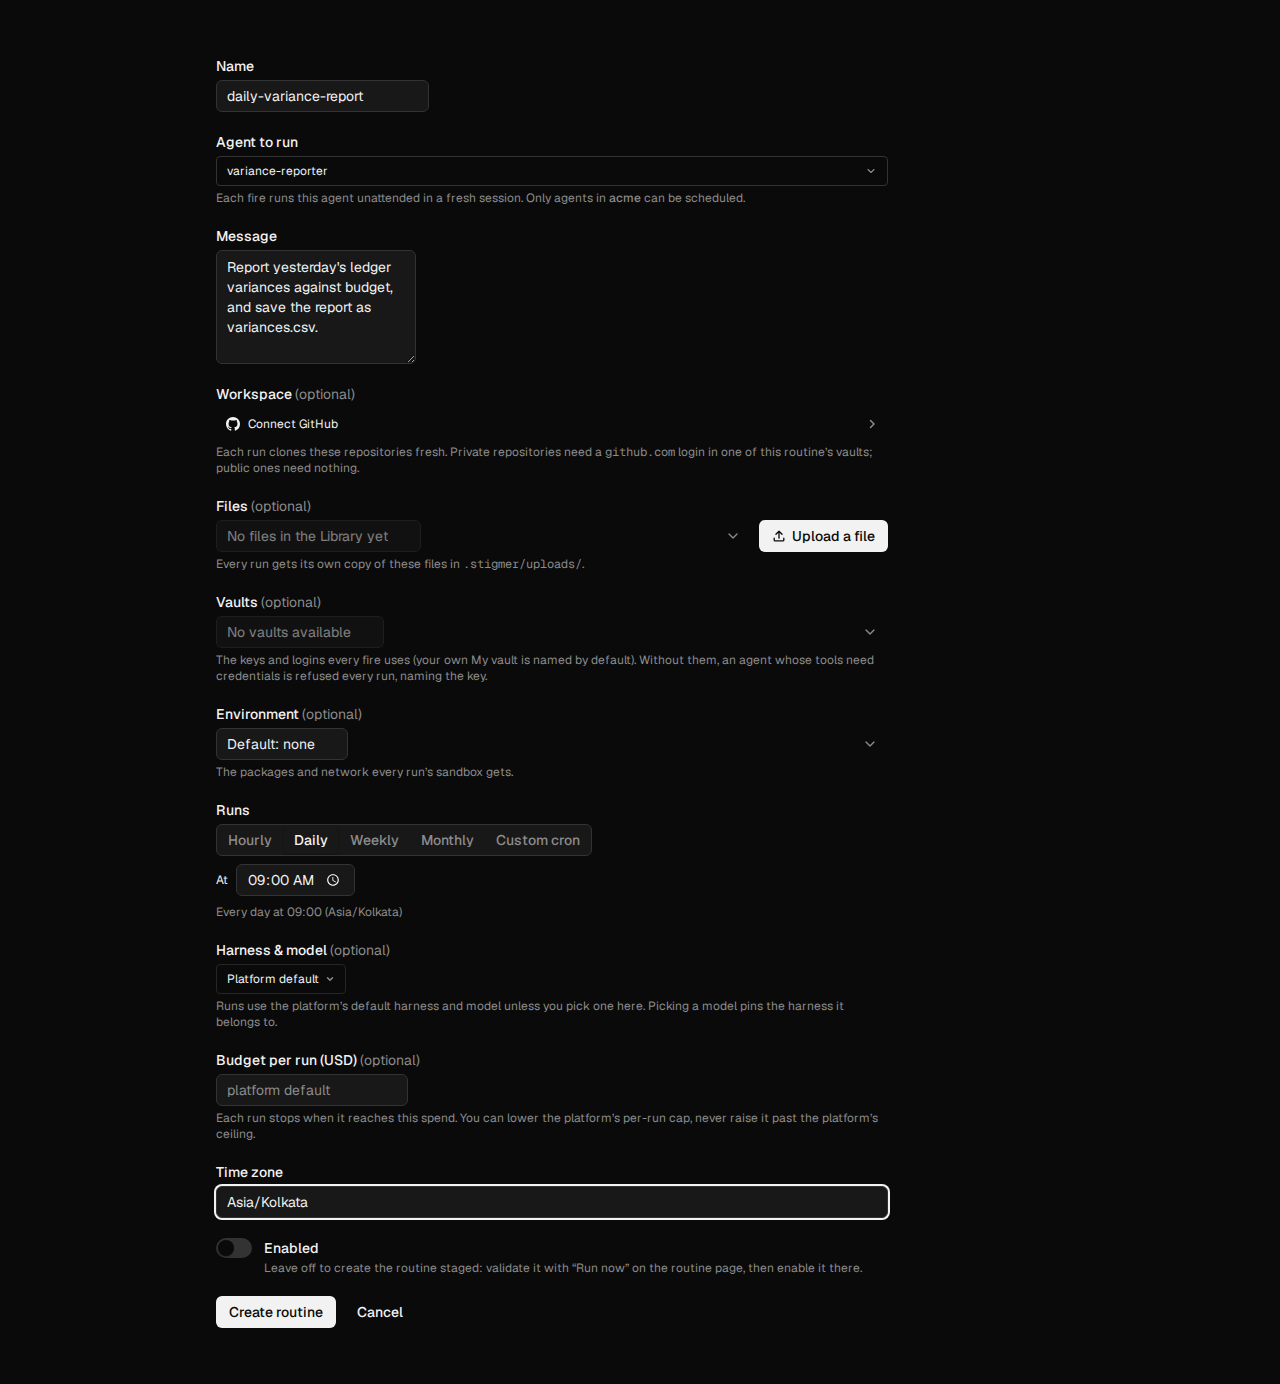 Name
daily-variance-report
Agent to run
variance-reporter
Each fire runs this agent unattended in a fresh session. Only agents in acme can be scheduled.
Message
Report yesterday's ledger
variances against budget,
and save the report as
variances.csv.
Workspace (optional)
Connect GitHub
Each run clones these repositories fresh. Private repositories need a github.com login in one of this routine's vaults;
public ones need nothing.
Files (optional)
No files in the Library yet
Upload a file
Every run gets its own copy of these files in .stigmer/uploads/.
Vaults (optional)
No vaults available
The keys and logins every fire uses (your own My vault is named by default). Without them, an agent whose tools need
credentials is refused every run, naming the key.
Environment (optional)
Default: none
The packages and network every run's sandbox gets.
Runs
Hourly Daily Weekly Monthly Custom cron
At 09:00 AM
Every day at 09:00 (Asia/Kolkata)
Harness & model (optional)
Platform default
Runs use the platform's default harness and model unless you pick one here. Picking a model pins the harness it
belongs to.
Budget per run (USD) (optional)
platform default
Each run stops when it reaches this spend. You can lower the platform's per-run cap, never raise it past the platform's
ceiling.
Time zone
Asia/Kolkata
Enabled
Leave off to create the routine staged: validate it with “Run now” on the routine page, then enable it there.
Create routine Cancel